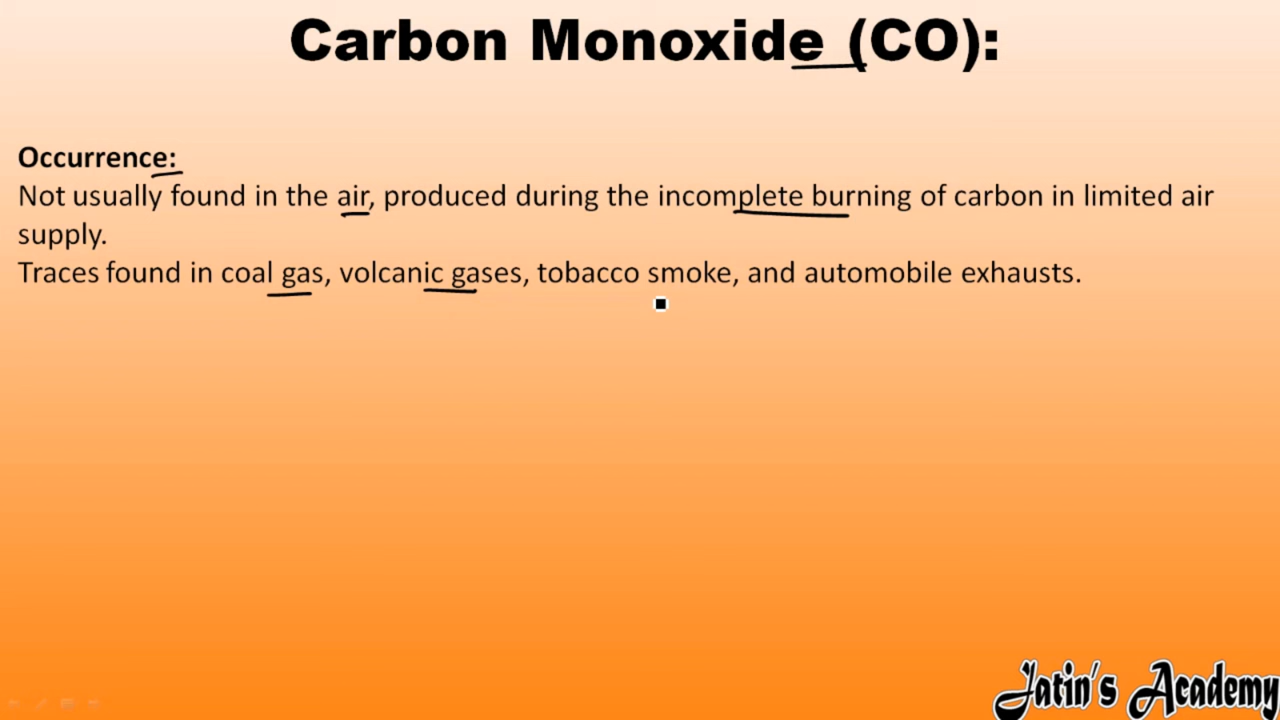 Carbon Monoxide (CO):
Occurrence:
Not usually found in the air, produced during the incomplete burning of carbon in limited air
supply.
Traces found in coal gas, volcanic gases, tobacco smoke, and automobile exhausts.
Jatin's Academy